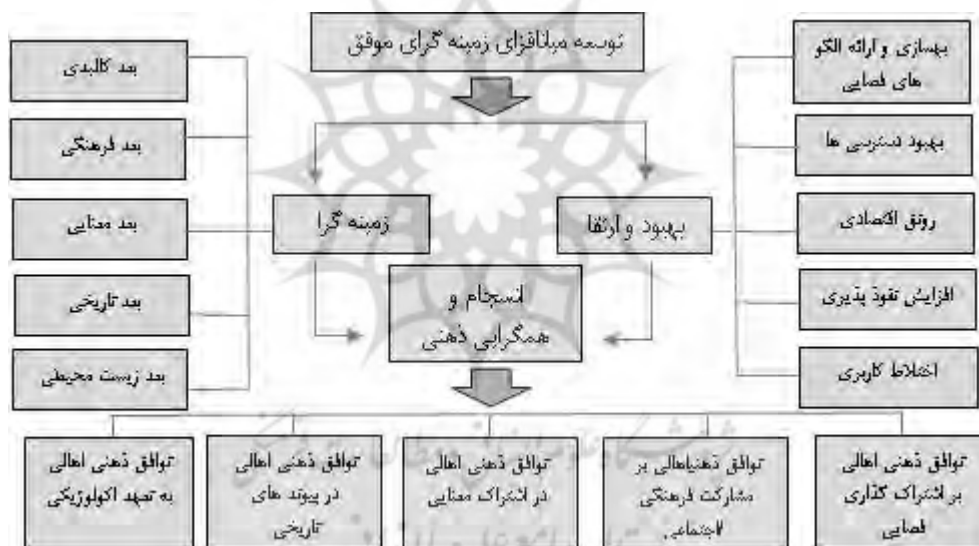 توسعه میانافزای زمینه گرای موفق
بهسازی و ارائه الگو
های فضایی
بهبود دسترسی ها
رونق اقتصادی
افزایش نفوذ پذیری
اختلاط کاربری
بهبود و ارتقا
زمینه گرا
بعد کالبدی
بعد فرهنگی
بعد معنایی
بعد تاریخی
بعد زیست محیطی
انسجام و
همگرایی ذهنی
توافق ذهنی اهالی
بر اشتراک گذاری
فضایی
توافق ذهنیاهالی بر
مشارکت فرهنگی
اجتماعی
توافق ذهنی اهالی
در اشتراک معنایی
توافق ذهنی اهالی
در پیوند های
تاریخی
توافق ذهنی اهالی
به تعهد اکولوژیکی